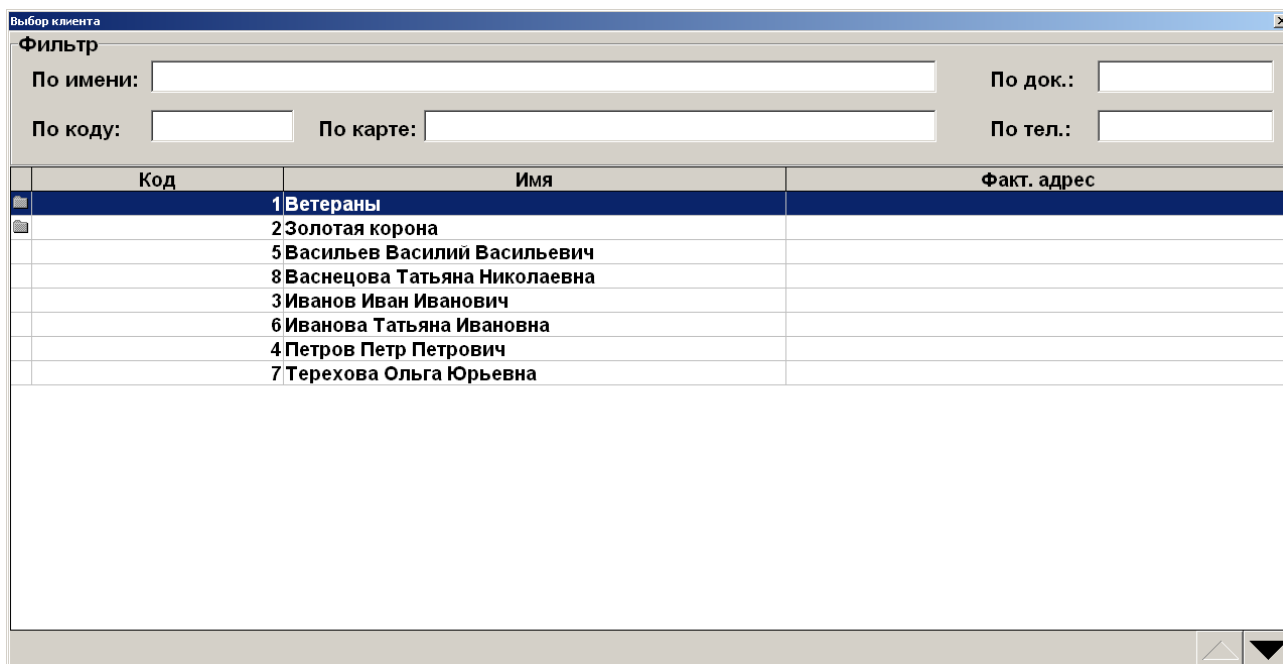 Выбор клиента
Фильтр
По имени: По док.:
По коду: По карте: По тел.:
Код Имя Факт. адрес
1 Ветераны
2 Золотая корона
5 Васильев Василий Васильевич
8 Васнецова Татьяна Николаевна
3 Иванов Иван Иванович
6 Иванова Татьяна Ивановна
4 Петров Петр Петрович
7 Терехова Ольга Юрьевна